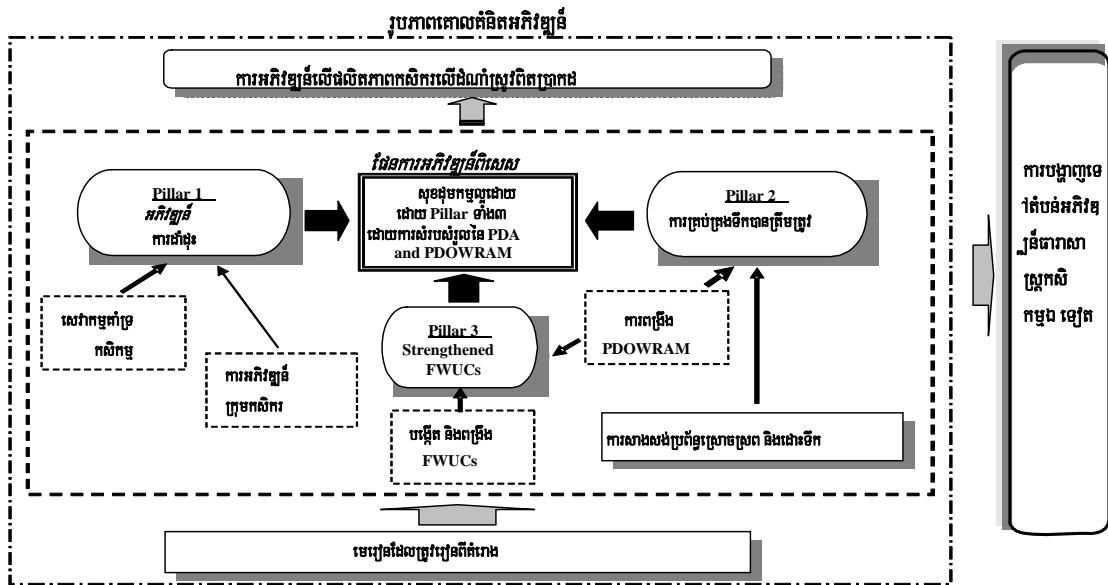 រូបភាពគោលគំនិតអភិវឌ្ឍន៍
ការអភិវឌ្ឍន៍លើផលិតភាពកសិករលើដំណាំស្រូវពិតប្រាកដ
ផែនការអភិវឌ្ឍន៍ពិសេស
Pillar 1
អភិវឌ្ឍន៍
ការដាំដុះ
សុខដុមកម្មល្អដោយ
ដោយ Pillar ទាំង៣
ដោយការសំរបសំរួលនៃ PDA
and PDOWRAM
Pillar 2
ការគ្រប់គ្រងទឹកបានត្រឹមត្រូវ
ការបង្ហាញទេ
ៅតំបន់អភិវឌ
្ឍន៍ធារាសា
ស្ត្រកសិ
កម្មឯ ទៀត
សេវាកម្មគាំទ្រ
កសិកម្ម
ការអភិវឌ្ឍន៍
ក្រុមកសិករ
Pillar 3
Strengthened
FWUCs
ការពង្រឹង
PDOWRAM
បង្កើត និងពង្រឹង
FWUCs
ការសាងសង់ប្រព័ន្ធស្រោចស្រព និងដោះទឹក
មេរៀនដែលត្រូវរៀនពីគំរោង